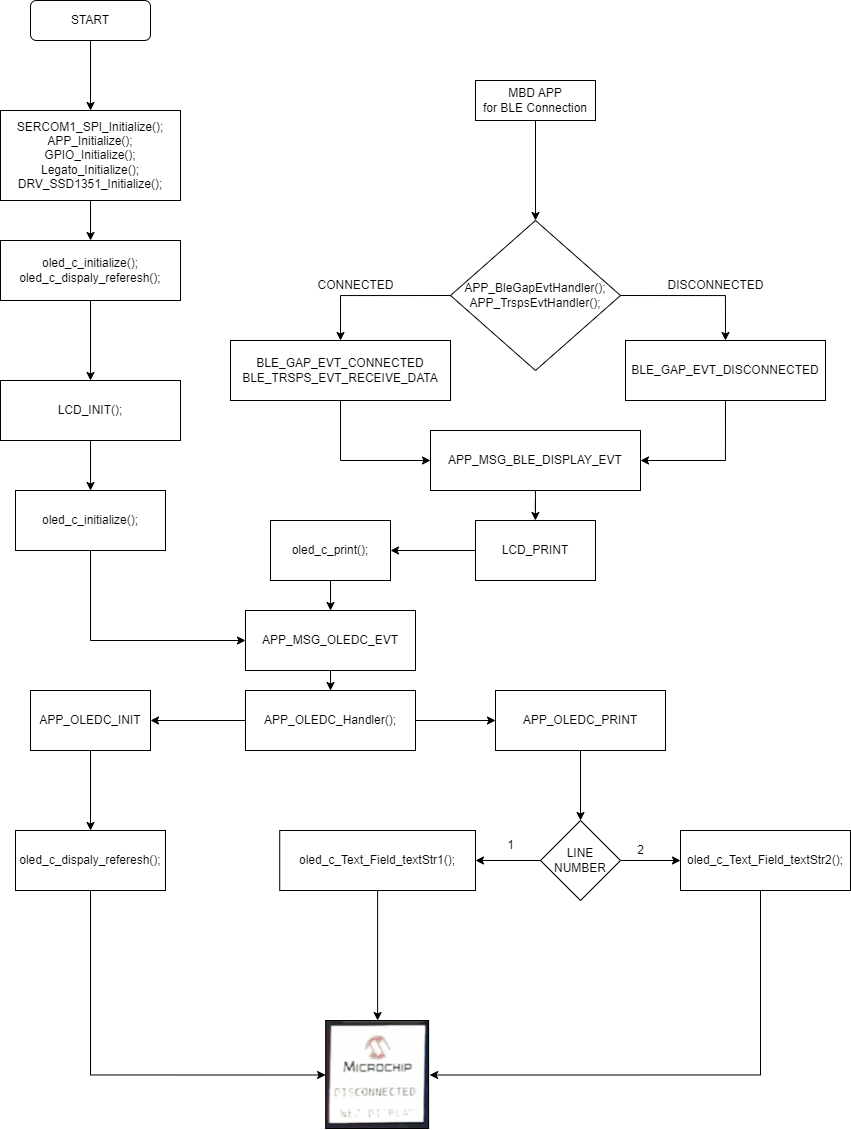 START
SERCOM1_SPI_Initialize();
APP_Initialize();
GPIO_Initialize();
Legato_Initialize();
DRV_SSD1351_Initialize();
oled_c_initialize();
oled_c_dispaly_referesh();
LCD_INIT();
oled_c_initialize();
MBD APP
for BLE Connection
APP_BleGapEvtHandler();
APP_TrspsEvtHandler();
CONNECTED
DISCONNECTED
BLE_GAP_EVT_CONNECTED
BLE_TRSPS_EVT_RECEIVE_DATA
BLE_GAP_EVT_DISCONNECTED
APP_MSG_BLE_DISPLAY_EVT
LCD_PRINT
oled_c_print();
APP_MSG_OLEDC_EVT
APP_OLEDC_INIT
APP_OLEDC_Handler();
APP_OLEDC_PRINT
oled_c_dispaly_referesh();
oled_c_Text_Field_textStr1();
1
LINE
NUMBER
2
oled_c_Text_Field_textStr2();
MICROCHIP
DISCONNECTED